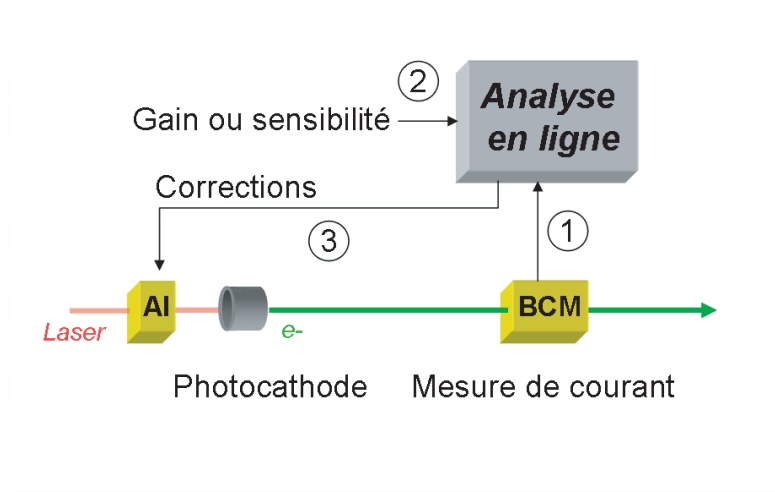 2
Analyse
en ligne
Gain ou sensibilité
Corrections
3
1
AI
BCM
Laser
e-
Photocathode
Mesure de courant